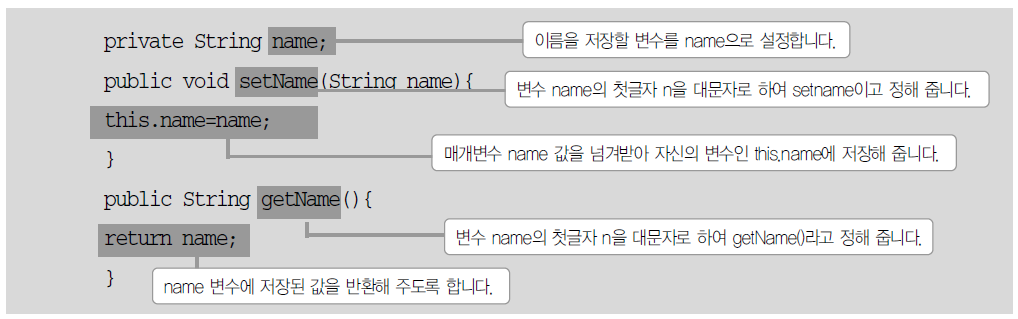 private String name;
이름을 저장할 변수를 name으로 설정합니다.
public void setName(String name){
변수 name의 첫글자 n을 대문자로 하여 setname이고 정해 줍니다.
this.name=name;
}
매개변수 name 값을 넘겨받아 자신의 변수인 this.name에 저장해 줍니다.
public String getName(){
변수 name의 첫글자 n을 대문자로 하여 getName()라고 정해 줍니다.
return name;
}
name 변수에 저장된 값을 반환해 주도록 합니다.